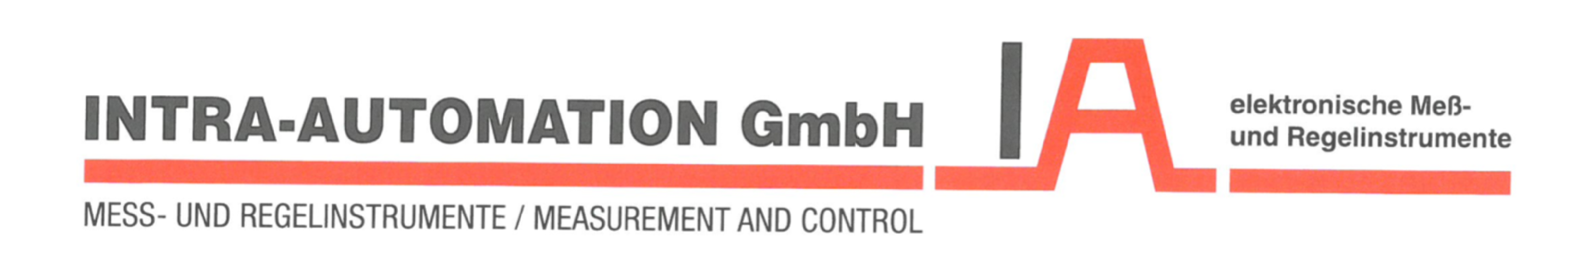 INTRA-AUTOMATION GmbH
MESS- UND REGELINSTRUMENTE / MEASUREMENT AND CONTROL
IA
elektronische Meß-
und Regelinstrumente